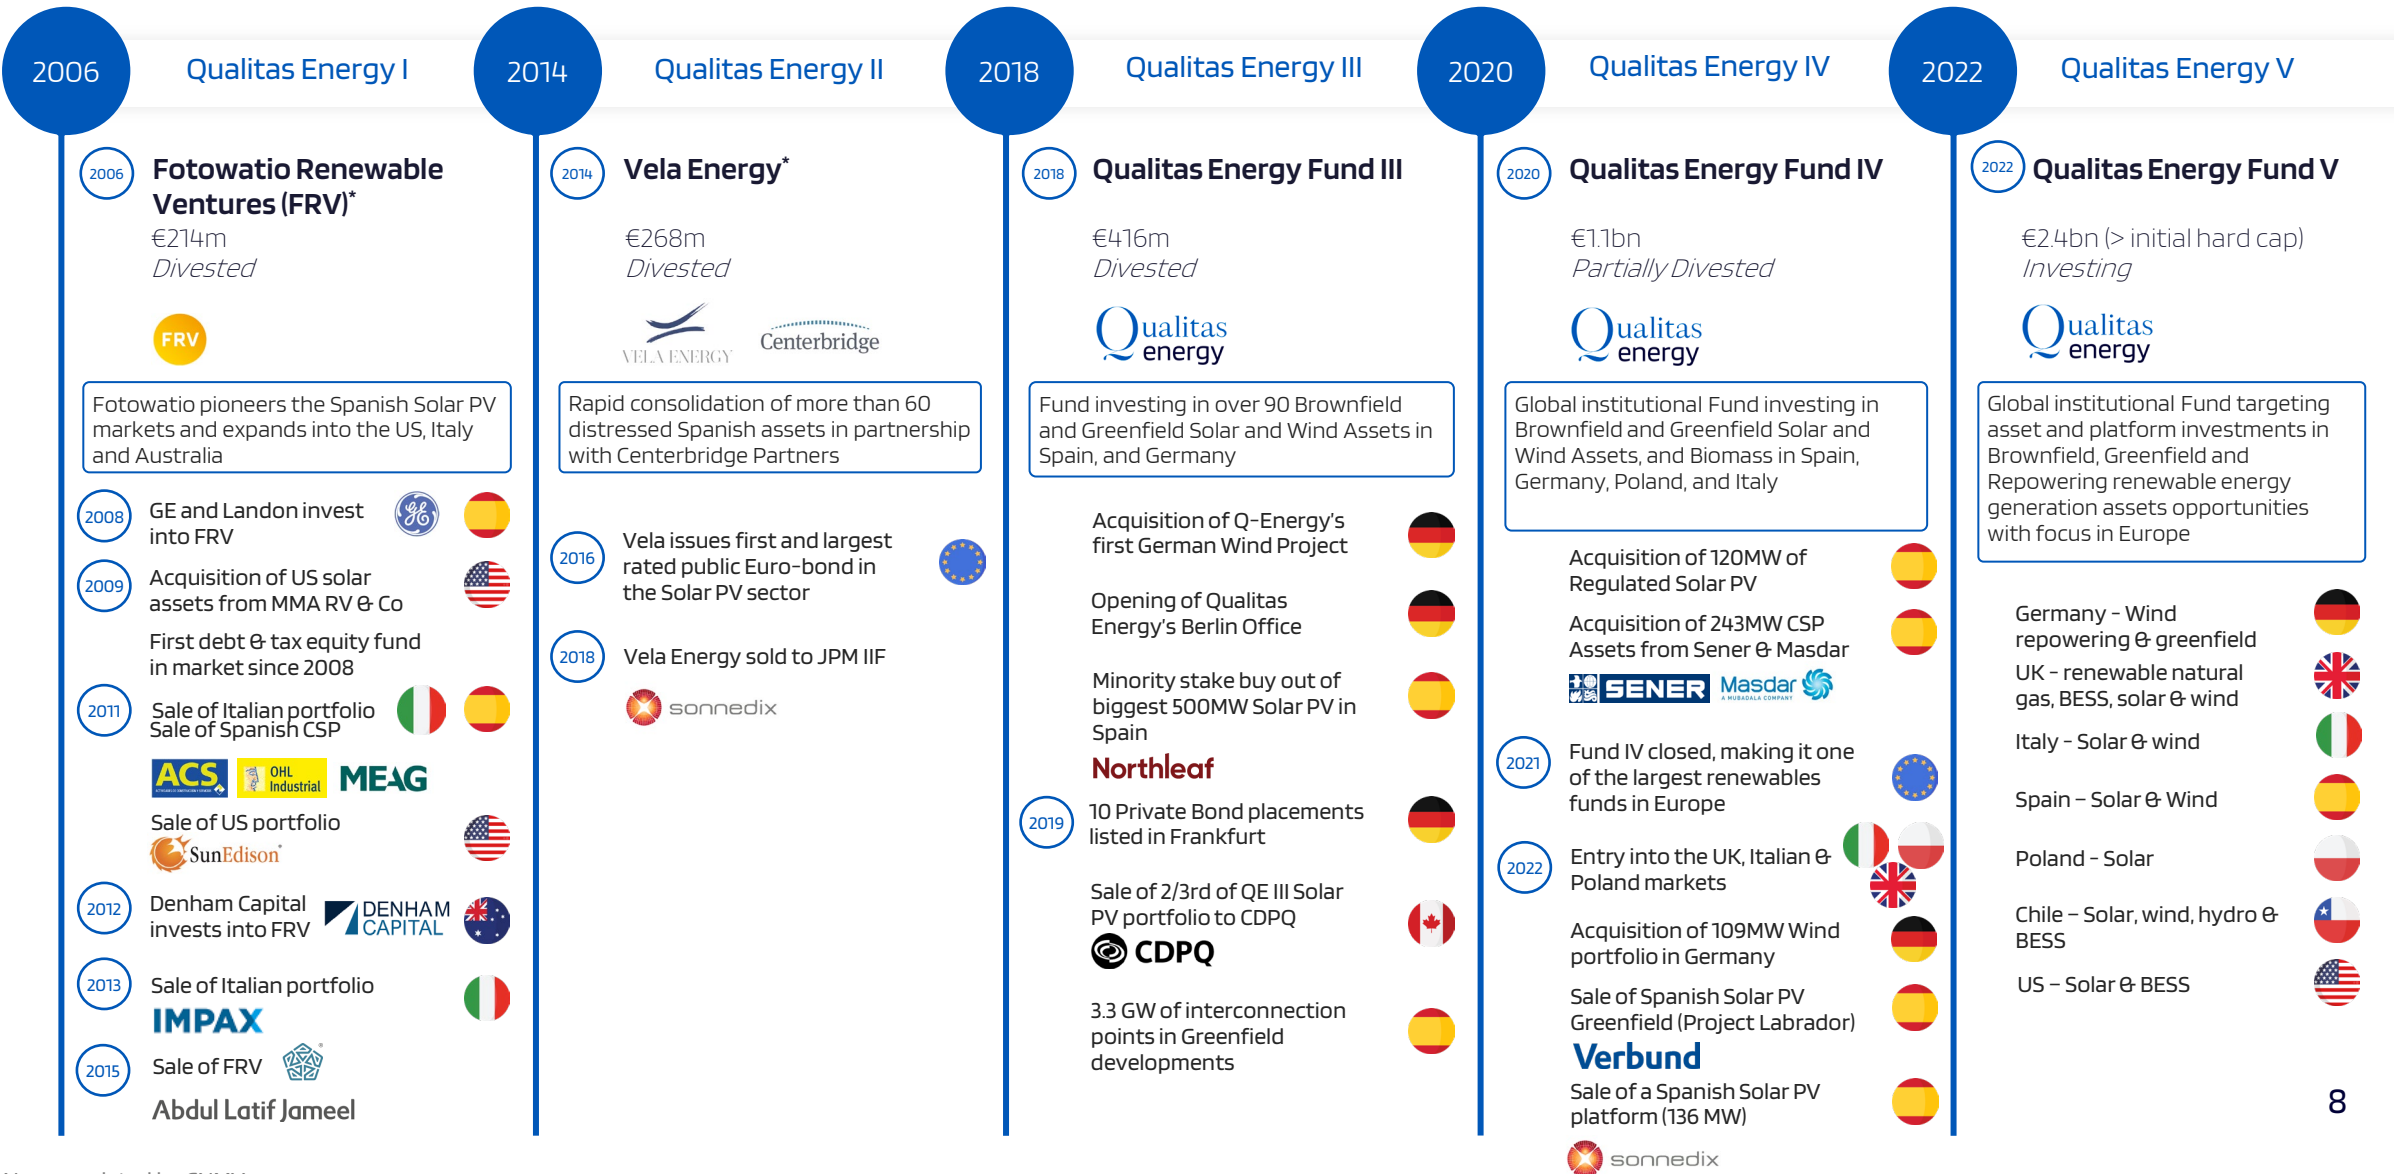 2006
Qualitas Energy I
2014
Qualitas Energy II
2018
Qualitas Energy III
2020
Qualitas Energy IV
2022
Qualitas Energy V
2006
Fotowatio Renewable
Ventures (FRV)*
€214m
Divested
FRV
Fotowatio pioneers the Spanish Solar PV
markets and expands into the US, Italy
and Australia
2008
GE and Landon invest
into FRV
GE
2009
Acquisition of US solar
assets from MMA RV & Co
First debt & tax equity fund
in market since 2008
2011
Sale of Italian portfolio
Sale of Spanish CSP
ACS
OHL
Industrial
MEAG
Sale of US portfolio
SunEdison
2012
Denham Capital
invests into FRV
DENHAM
CAPITAL
2013
Sale of Italian portfolio
IMPAX
2015
Sale of FRV
Abdul Latif Jameel
2014
Vela Energy*
€268m
Divested
VELA ENERGY
Centerbridge
Rapid consolidation of more than 60
distressed Spanish assets in partnership
with Centerbridge Partners
2016
Vela issues first and largest
rated public Euro-bond in
the Solar PV sector
2018
Vela Energy sold to JPM IIF
sonnedix
2018
Qualitas Energy Fund III
€416m
Divested
Qualitas
energy
Fund investing in over 90 Brownfield
and Greenfield Solar and Wind Assets in
Spain, and Germany
Acquisition of Q-Energy's
first German Wind Project
Opening of Qualitas
Energy's Berlin Office
Minority stake buy out of
biggest 500MW Solar PV in
Spain
Northleaf
2019
10 Private Bond placements
listed in Frankfurt
Sale of 2/3rd of QE III Solar
PV portfolio to CDPQ
CDPQ
3.3 GW of interconnection
points in Greenfield
developments
2020
Qualitas Energy Fund IV
€1.1bn
Partially Divested
Qualitas
energy
Global institutional Fund investing in
Brownfield and Greenfield Solar and
Wind Assets, and Biomass in Spain,
Germany, Poland, and Italy
Acquisition of 120MW of
Regulated Solar PV
Acquisition of 243MW CSP
Assets from Sener & Masdar
SENER
Masdar
A MUBADALA COMPANY
2021
Fund IV closed, making it one
of the largest renewables
funds in Europe
2022
Entry into the UK, Italian &
Poland markets
Acquisition of 109MW Wind
portfolio in Germany
Sale of Spanish Solar PV
Greenfield (Project Labrador)
Verbund
Sale of a Spanish Solar PV
platform (136 MW)
sonnedix
2022
Qualitas Energy Fund V
€2.4bn (> initial hard cap)
Investing
Qualitas
energy
Global institutional Fund targeting
asset and platform investments in
Brownfield, Greenfield and
Repowering renewable energy
generation assets opportunities
with focus in Europe
Germany - Wind
repowering & greenfield
UK - renewable natural
gas, BESS, solar & wind
Italy - Solar & wind
Spain – Solar & Wind
Poland - Solar
Chile – Solar, wind, hydro &
BESS
US – Solar & BESS
8